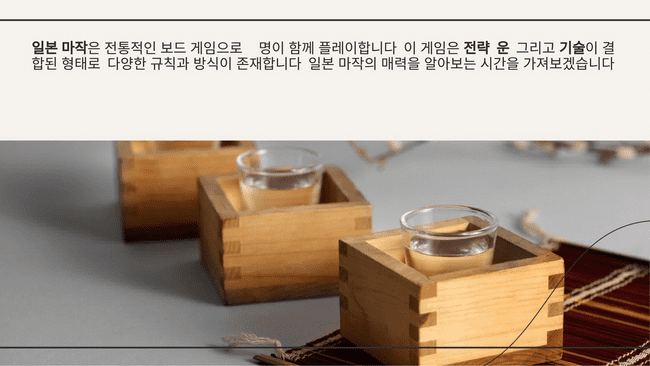 일본 마작은 전통적인 보드 게임으로 명이 함께 플레이합니다 이 게임은 전략 운 그리고 기술이 결
합된 형태로 다양한 규칙과 방식이 존재합니다 일본 마작의 매력을 알아보는 시간을 가져보겠습니다